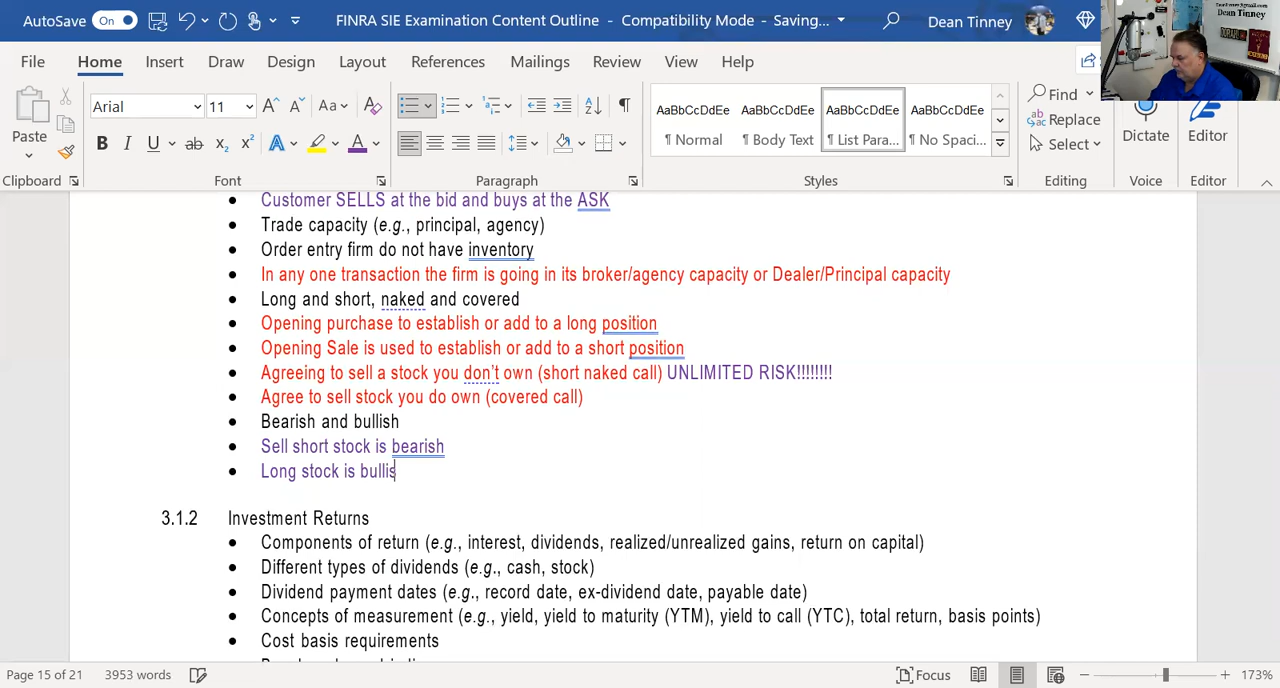 AutoSave On FINRA SIE Examination Content Outline - Compatibility Mode - Saving... Dean Tinney
Dean Tinney
File Home Insert Draw Design Layout References Mailings Review View Help
Paste
Arial 11
AaBbCcDdEe AaBbCcDdEe AaBbCcDdEe AaBbCcDdEe
¶ Normal ¶ Body Text ¶ List Para... ¶ No Spaci...
Find
Replace
Select
Dictate Editor
Clipboard Font Paragraph Styles Editing Voice Editor
• Customer SELLS at the bid and buys at the ASK
• Trade capacity (e.g., principal, agency)
• Order entry firm do not have inventory
• In any one transaction the firm is going in its broker/agency capacity or Dealer/Principal capacity
• Long and short, naked and covered
• Opening purchase to establish or add to a long position
• Opening Sale is used to establish or add to a short position
• Agreeing to sell a stock you don't own (short naked call) UNLIMITED RISK!!!!!!!!
• Agree to sell stock you do own (covered call)
• Bearish and bullish
• Sell short stock is bearish
• Long stock is bullis
3.1.2 Investment Returns
• Components of return (e.g., interest, dividends, realized/unrealized gains, return on capital)
• Different types of dividends (e.g., cash, stock)
• Dividend payment dates (e.g., record date, ex-dividend date, payable date)
• Concepts of measurement (e.g., yield, yield to maturity (YTM), yield to call (YTC), total return, basis points)
• Cost basis requirements
Page 15 of 21 3953 words Focus 173%